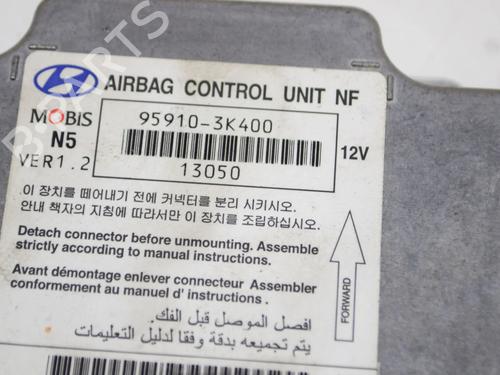 B-PARTS
AIRBAG CONTROL UNIT NF
MOBIS
N5
VER1.2
95910-3K400
13050
12V
이 장치를 떼어내기 전에 커넥터를 분리 시키시오.
안내 책자의 지침에 따라서만 이 장치를 조립하십시오.
Detach connector before unmounting. Assemble
strictly according to manual instructions.
Avant démontage enlever connecteur Assembler
conformement au manuel d' instructions .
افصل الموصل قبل الفك.
يتم تجميعه بدقة وفقا لدليل التعليمات
FORWARD